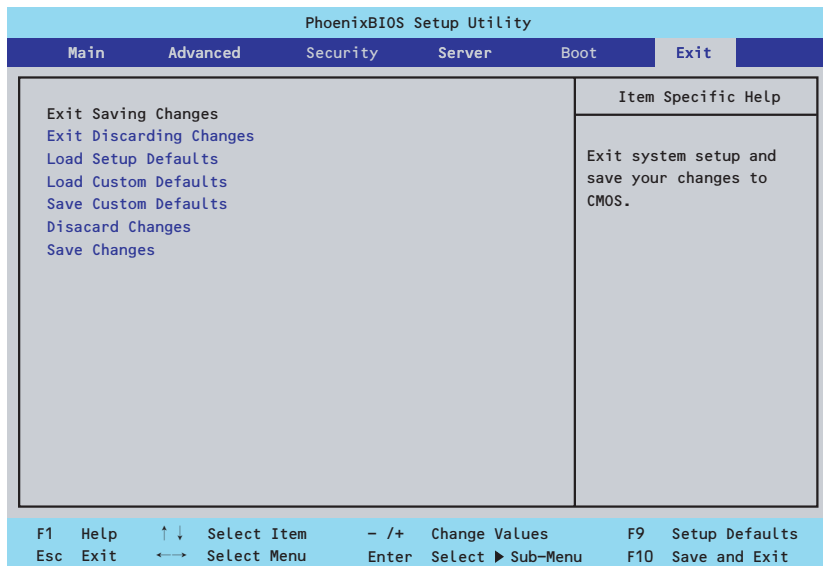 PhoenixBIOS Setup Utility
Main Advanced Security Server Boot Exit
Exit Saving Changes
Exit Discarding Changes
Load Setup Defaults
Load Custom Defaults
Save Custom Defaults
Disacard Changes
Save Changes
Item Specific Help
Exit system setup and
save your changes to
CMOS.
F1 Help ↑↓ Select Item – /+ Change Values F9 Setup Defaults
Esc Exit ←→ Select Menu Enter Select ▶ Sub-Menu F10 Save and Exit